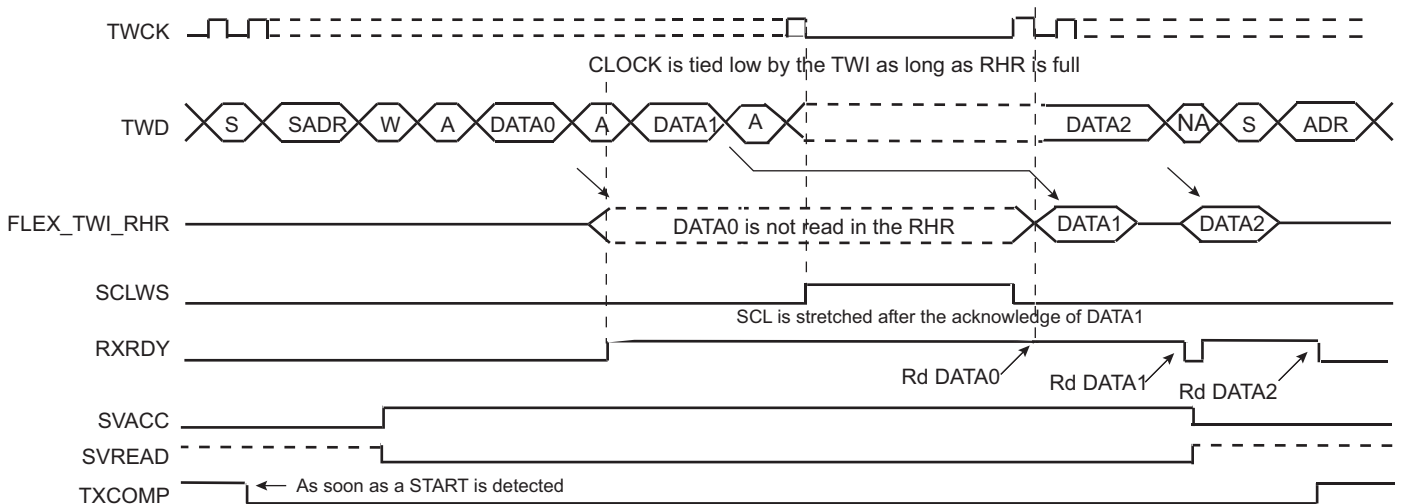 TWCK
CLOCK is tied low by the TWI as long as RHR is full
TWD S SADR W A DATA0 A DATA1 A DATA2 NA S ADR
FLEX_TWI_RHR DATA0 is not read in the RHR DATA1 DATA2
SCLWS
SCL is stretched after the acknowledge of DATA1
RXRDY
Rd DATA0 Rd DATA1 Rd DATA2
SVACC
SVREAD
TXCOMP As soon as a START is detected